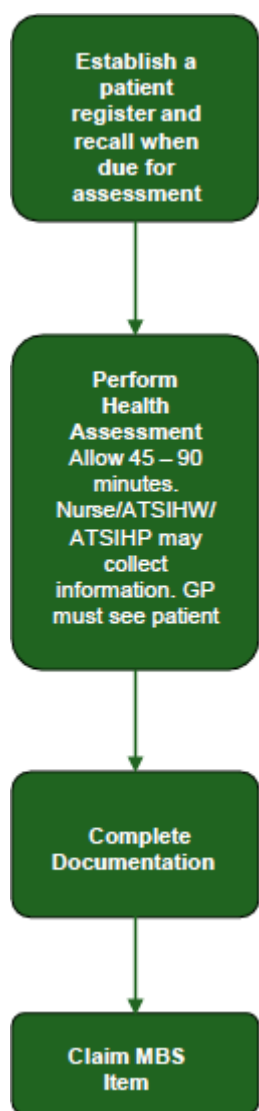 Establish a
patient
register and
recall when
due for
assessment
Perform
Health
Assessment
Allow 45 – 90
minutes.
Nurse/ATSIHW/
ATSIHP may
collect
information. GP
must see patient
Complete
Documentation
Claim MBS
Item